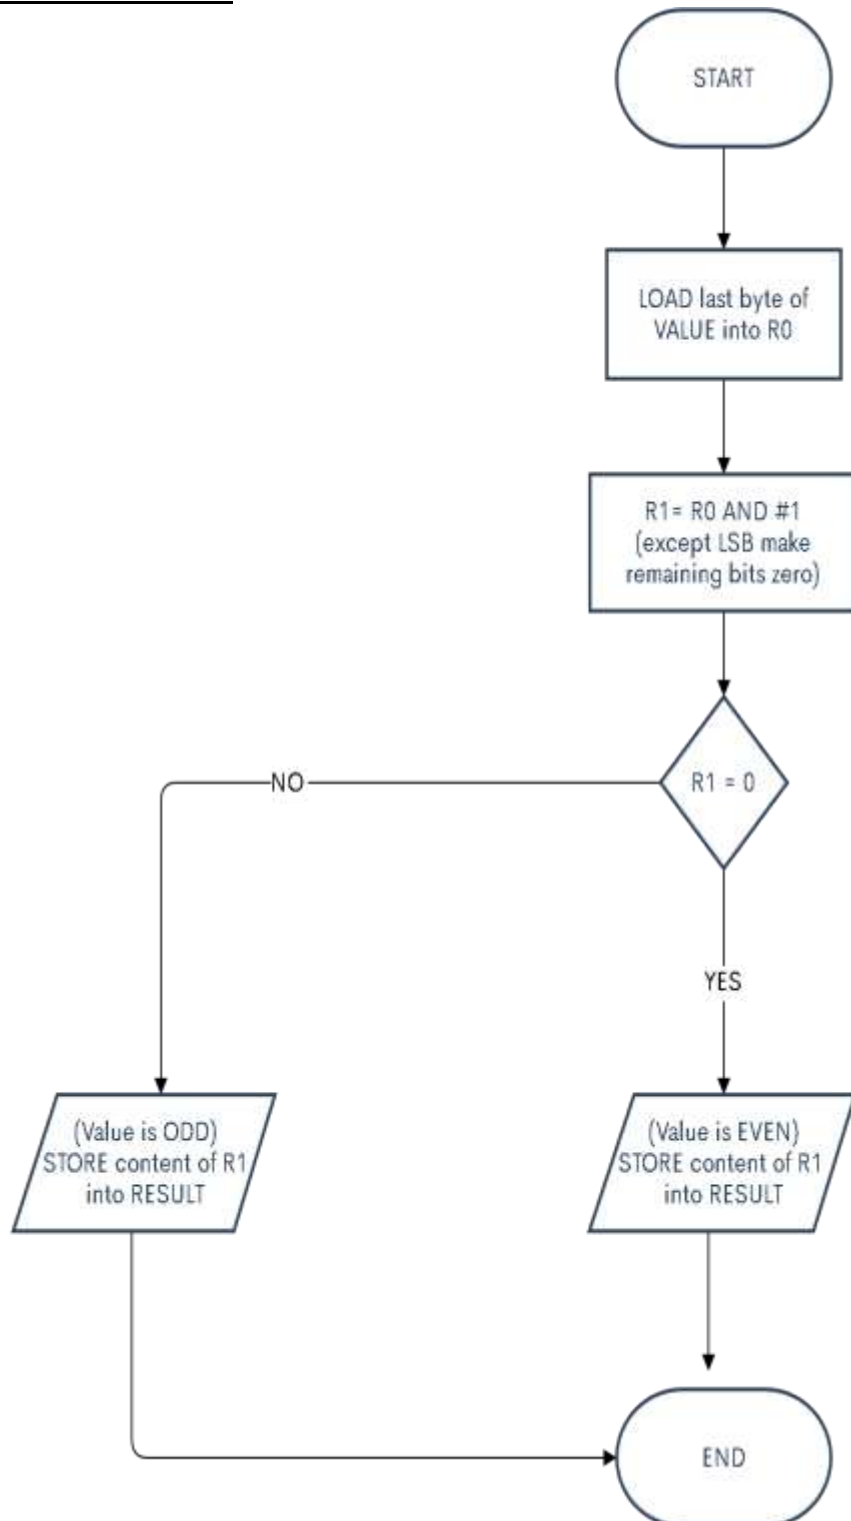 START
LOAD last byte of
VALUE into R0
R1= R0 AND #1
(except LSB make
remaining bits zero)
R1 = 0
NO
YES
(Value is ODD)
STORE content of R1
into RESULT
(Value is EVEN)
STORE content of R1
into RESULT
END